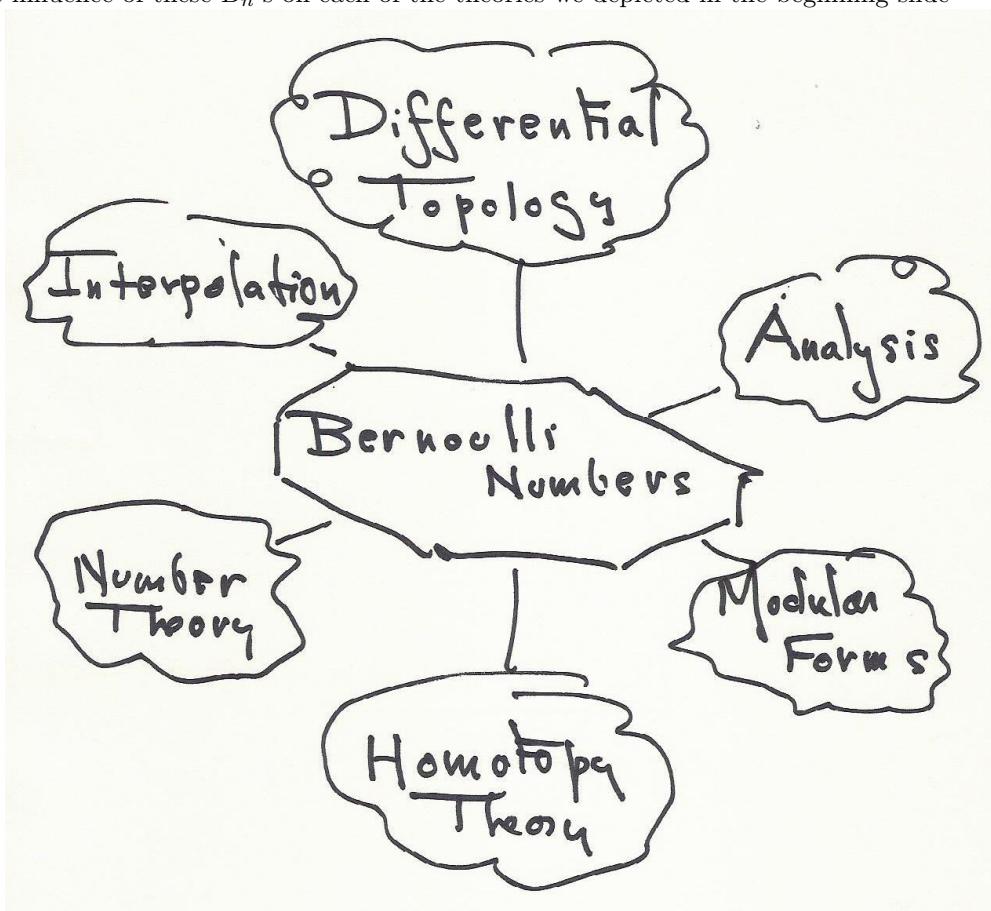 influence of these Bₙ's on each of the theories we depicted in the beginning slide
Differential
Topology
Interpolation
Analysis
Bernoulli
Numbers
Number
Theory
Modular
Forms
Homotopy
Theory